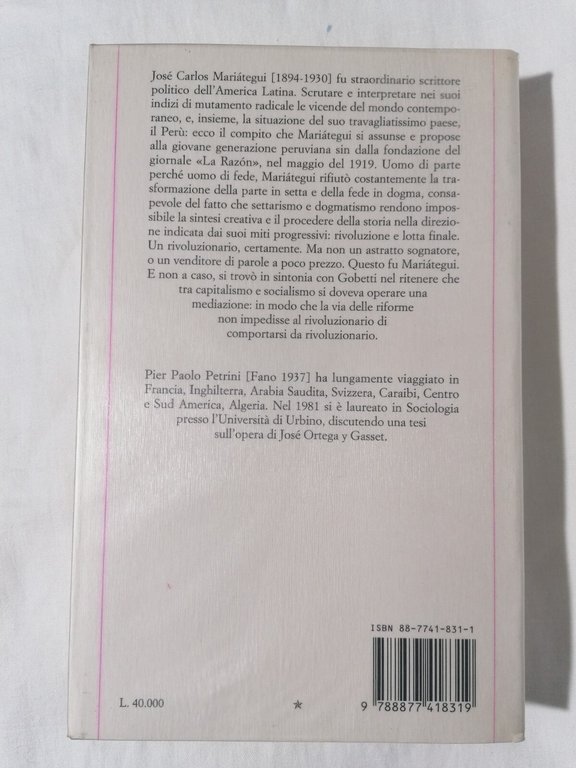 José Carlos Mariátegui [1894-1930] fu straordinario scrittore
politico dell'America Latina. Scrutare e interpretare nei suoi
indizi di mutamento radicale le vicende del mondo contempo-
raneo, e, insieme, la situazione del suo travagliatissimo paese,
il Perù: ecco il compito che Mariátegui si assunse e propose
alla giovane generazione peruviana sin dalla fondazione del
giornale «La Razón», nel maggio del 1919. Uomo di parte
perché uomo di fede, Mariátegui rifiutò costantemente la tra-
sformazione della parte in setta e della fede in dogma, consa-
pevole del fatto che settarismo e dogmatismo rendono impos-
sibile la sintesi creativa e il procedere della storia nella direzio-
ne indicata dai suoi miti progressivi: rivoluzione e lotta finale.
Un rivoluzionario, certamente. Ma non un astratto sognatore,
o un venditore di parole a poco prezzo. Questo fu Mariátegui.
E non a caso, si trovò in sintonia con Gobetti nel ritenere che
tra capitalismo e socialismo si doveva operare una
mediazione: in modo che la via delle riforme
non impedisse al rivoluzionario di
comportarsi da rivoluzionario.
Pier Paolo Petrini [Fano 1937] ha lungamente viaggiato in
Francia, Inghilterra, Arabia Saudita, Svizzera, Caraibi, Centro
e Sud America, Algeria. Nel 1981 si è laureato in Sociologia
presso l'Università di Urbino, discutendo una tesi
sull'opera di José Ortega y Gasset.
ISBN 88-7741-831-1
L. 40.000 *
9 788877 418319